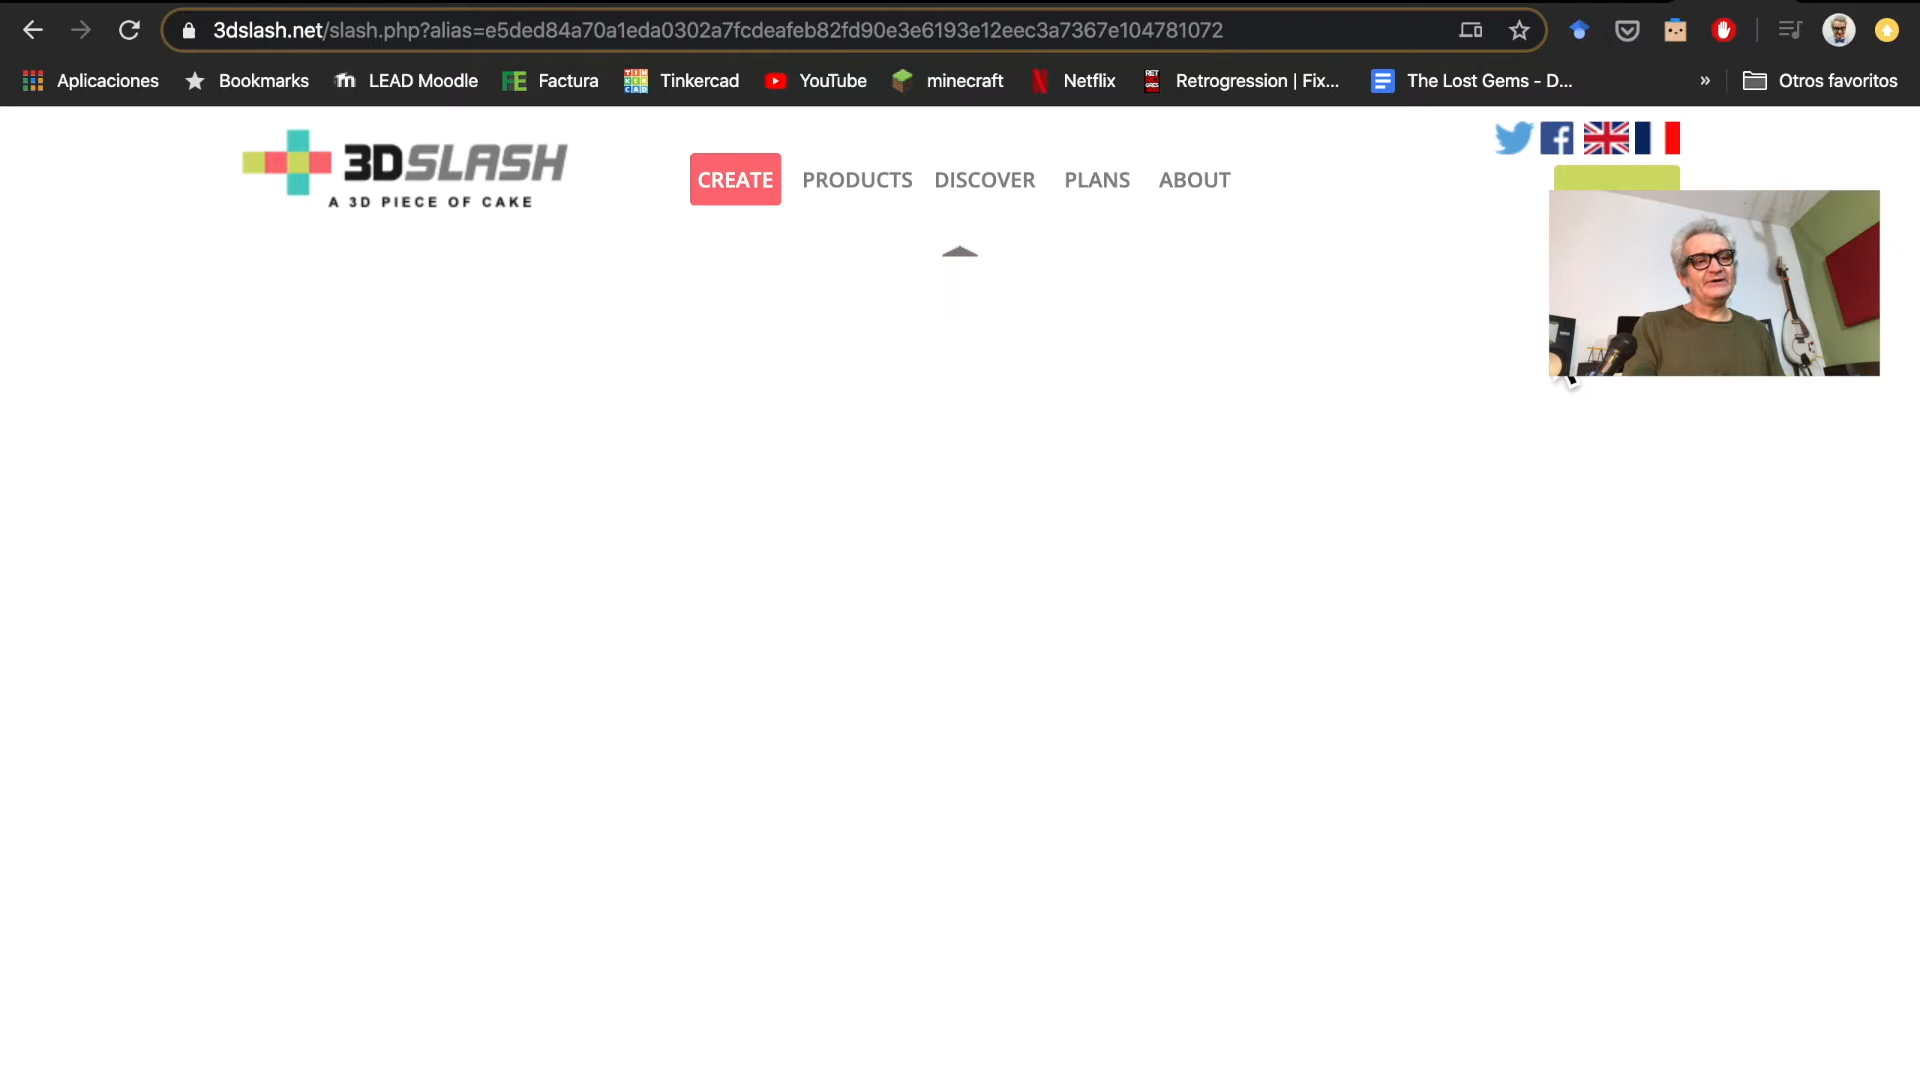 3dslash.net/slash.php?alias=e5ded84a70a1eda0302a7fcdeafeb82fd90e3e6193e12eec3a7367e104781072
Aplicaciones Bookmarks LEAD Moodle Factura Tinkercad YouTube minecraft Netflix Retrogression | Fix... The Lost Gems - D... » Otros favoritos
3DSLASH
A 3D PIECE OF CAKE
CREATE PRODUCTS DISCOVER PLANS ABOUT